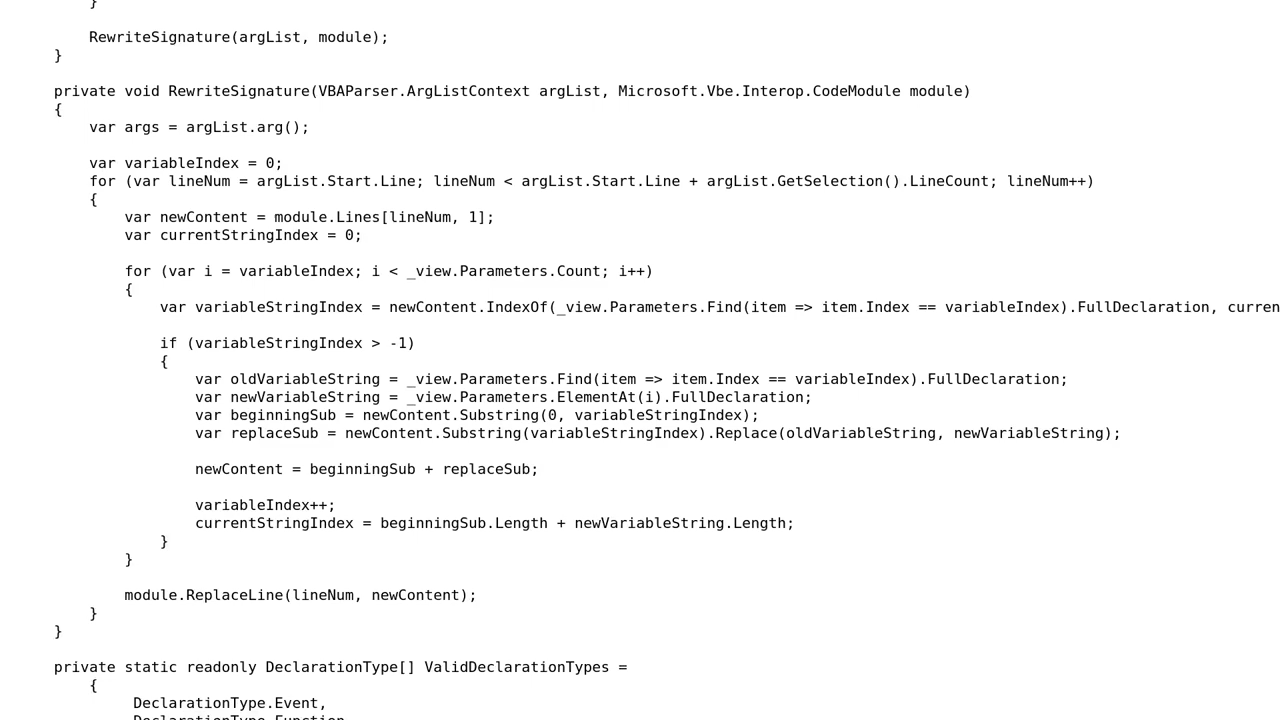 }
RewriteSignature(argList, module);
}
private void RewriteSignature(VBAParser.ArgListContext argList, Microsoft.Vbe.Interop.CodeModule module)
{
var args = argList.arg();
var variableIndex = 0;
for (var lineNum = argList.Start.Line; lineNum < argList.Start.Line + argList.GetSelection().LineCount; lineNum++)
{
var newContent = module.Lines[lineNum, 1];
var currentStringIndex = 0;
for (var i = variableIndex; i < _view.Parameters.Count; i++)
{
var variableStringIndex = newContent.IndexOf(_view.Parameters.Find(item => item.Index == variableIndex).FullDeclaration, curren
if (variableStringIndex > -1)
{
var oldVariableString = _view.Parameters.Find(item => item.Index == variableIndex).FullDeclaration;
var newVariableString = _view.Parameters.ElementAt(i).FullDeclaration;
var beginningSub = newContent.Substring(0, variableStringIndex);
var replaceSub = newContent.Substring(variableStringIndex).Replace(oldVariableString, newVariableString);
newContent = beginningSub + replaceSub;
variableIndex++;
currentStringIndex = beginningSub.Length + newVariableString.Length;
}
}
module.ReplaceLine(lineNum, newContent);
}
}
private static readonly DeclarationType[] ValidDeclarationTypes =
{
DeclarationType.Event,
DeclarationType.Function,